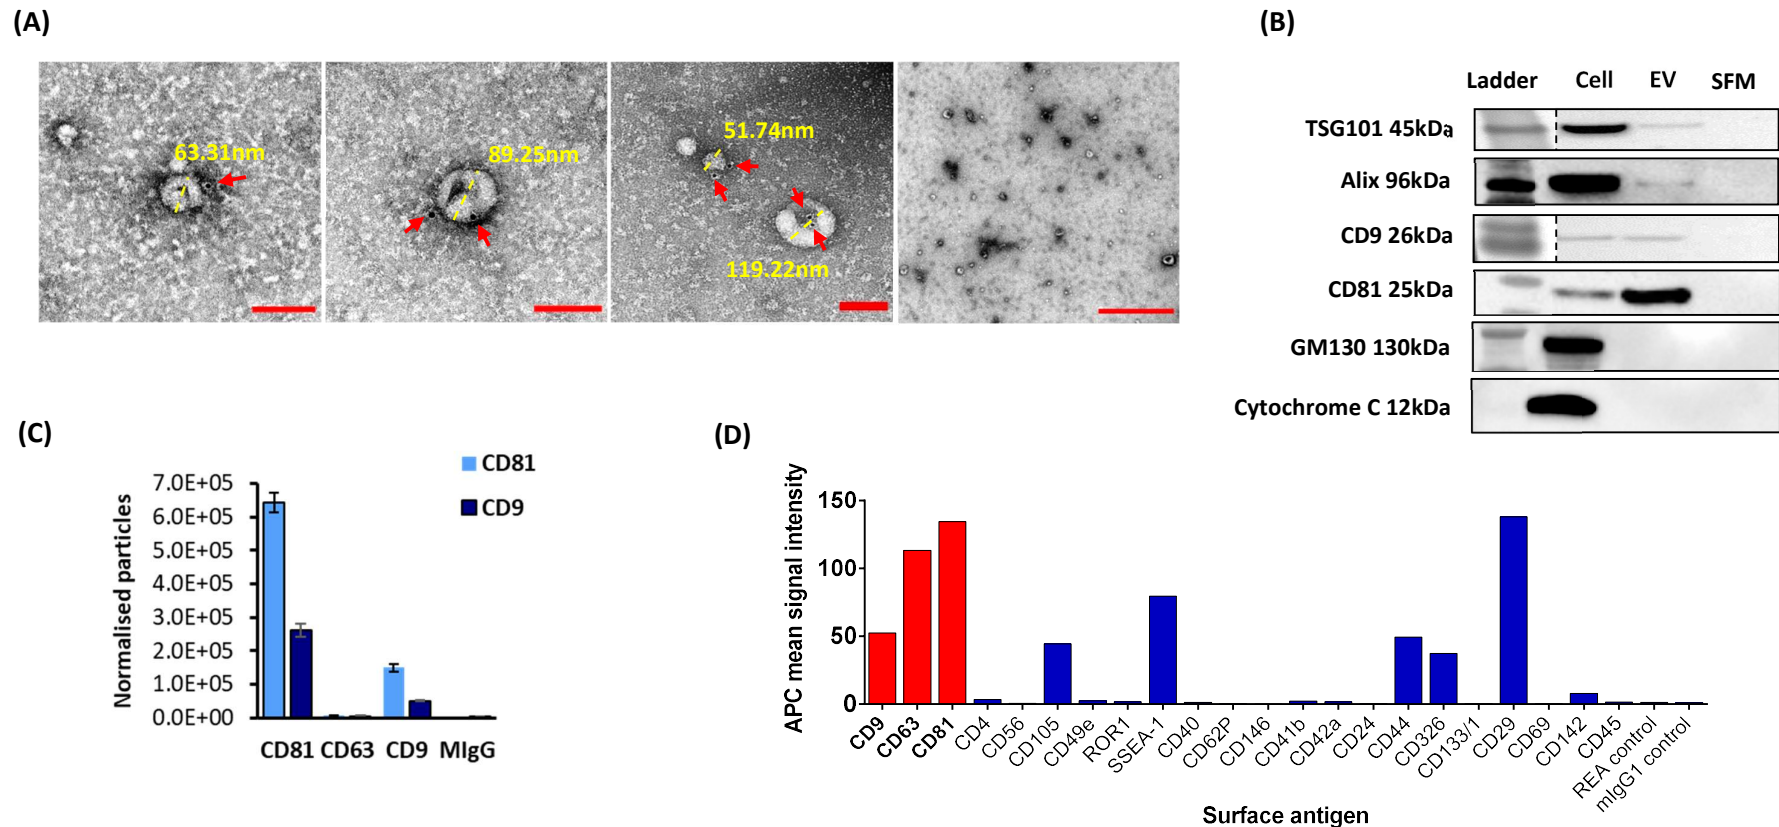 (A)
63.31nm
89.25nm
51.74nm
119.22nm
(B)
Ladder Cell EV SFM
TSG101 45kDa
Alix 96kDa
CD9 26kDa
CD81 25kDa
GM130 130kDa
Cytochrome C 12kDa
(C)
CD81
CD9
Normalised particles
7.0E+05
6.0E+05
5.0E+05
4.0E+05
3.0E+05
2.0E+05
1.0E+05
0.0E+00
CD81 CD63 CD9 MIgG
(D)
APC mean signal intensity
150
100
50
0
CD9
CD63
CD81
CD4
CD56
CD105
CD49e
ROR1
SSEA-1
CD40
CD62P
CD146
CD41b
CD42a
CD24
CD44
CD326
CD133/1
CD29
CD69
CD142
CD45
REA control
mIgG1 control
Surface antigen